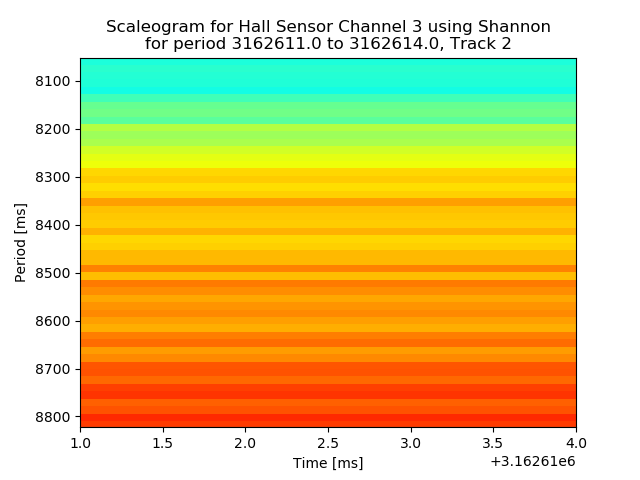 Scaleogram for Hall Sensor Channel 3 using Shannon
for period 3162611.0 to 3162614.0, Track 2
8100
8200
8300
8400
8500
8600
8700
8800
Period [ms]
1.0 1.5 2.0 2.5 3.0 3.5 4.0
Time [ms]
+3.16261e6